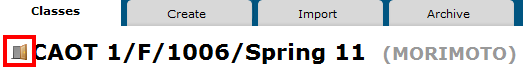 Classes Create Import Archive
CAOT 1/F/1006/Spring 11 (MORIMOTO)